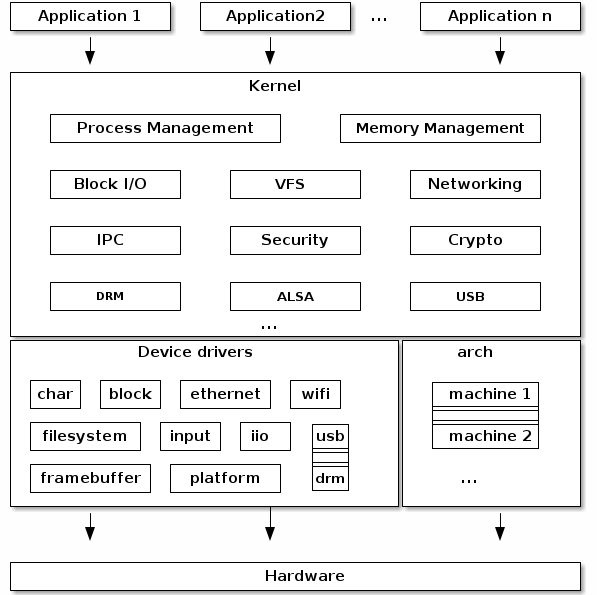 Application 1 Application2 ... Application n
Kernel
Process Management Memory Management
Block I/O VFS Networking
IPC Security Crypto
DRM ALSA USB
...
Device drivers arch
char block ethernet wifi machine 1
filesystem input iio usb machine 2
framebuffer platform drm ...
Hardware